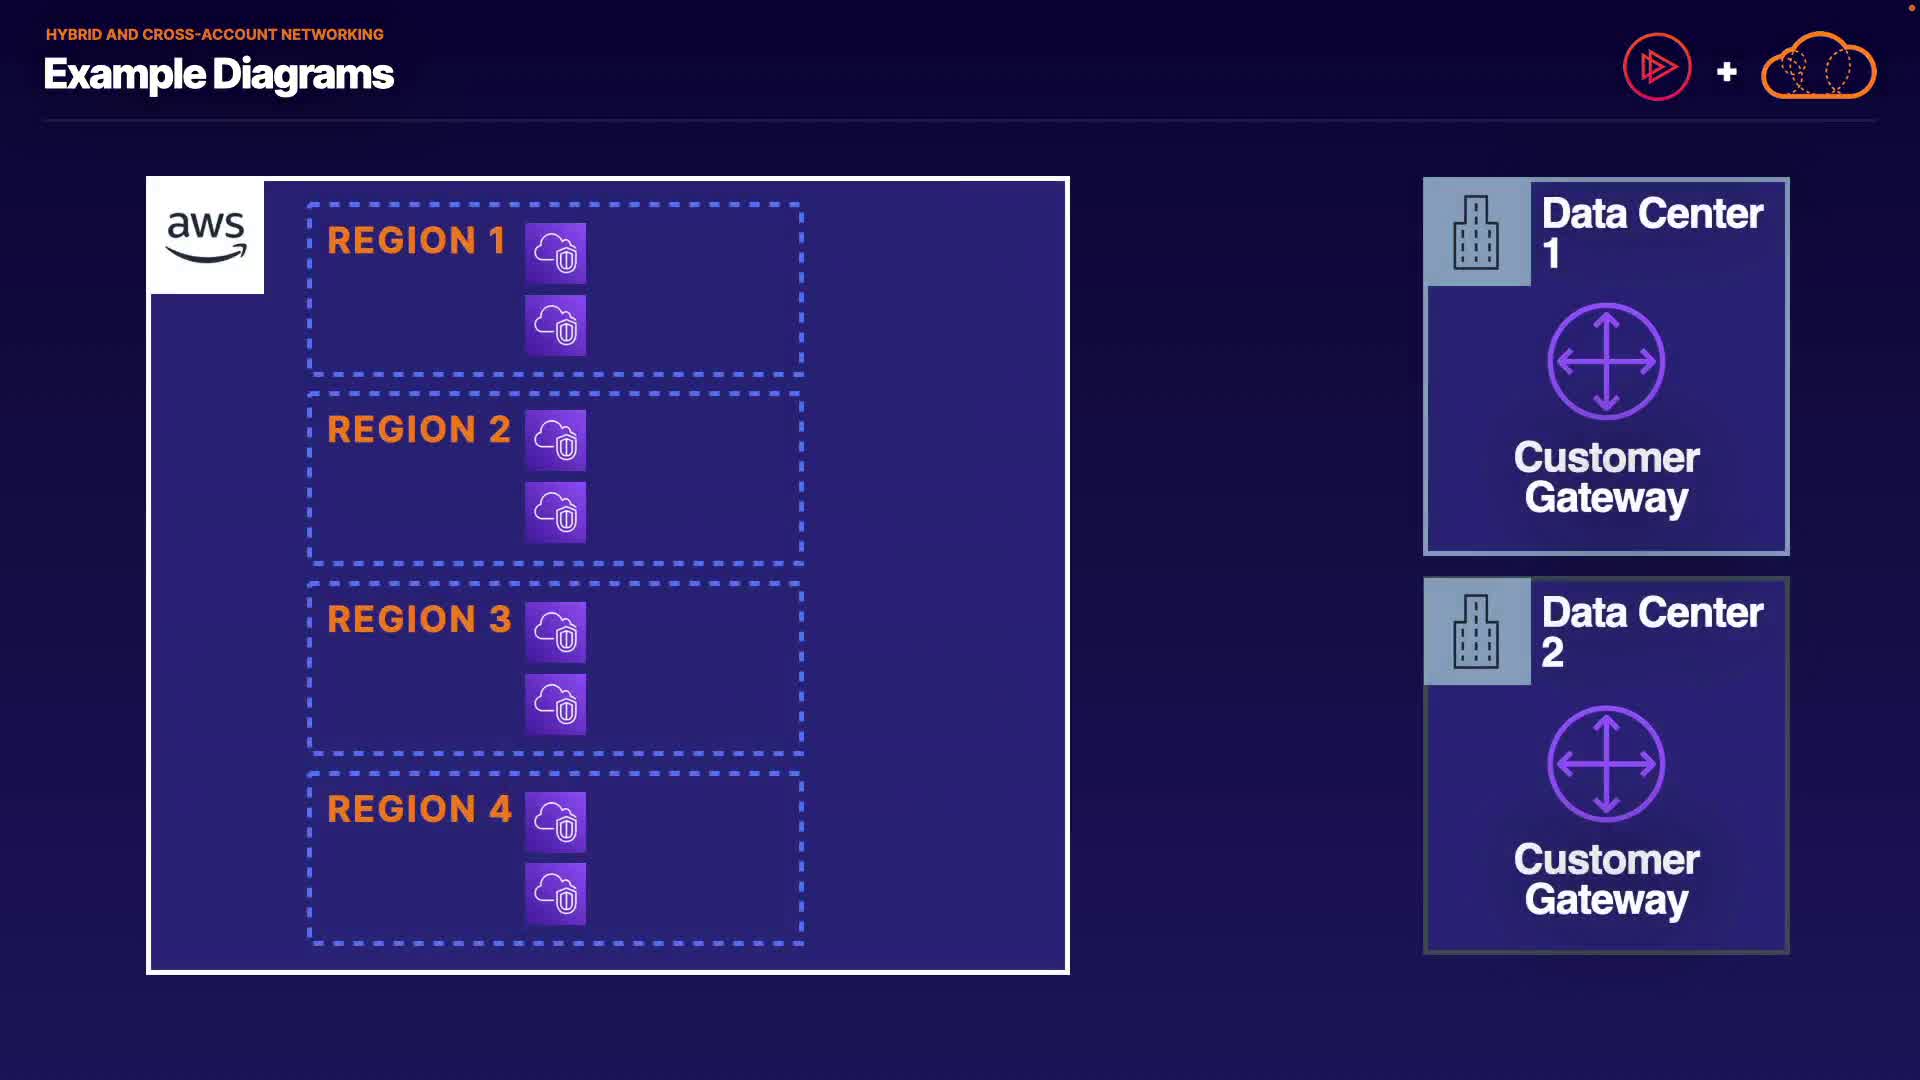 HYBRID AND CROSS-ACCOUNT NETWORKING
Example Diagrams
+
aws
REGION 1
REGION 2
REGION 3
REGION 4
Data Center
1
Customer
Gateway
Data Center
2
Customer
Gateway